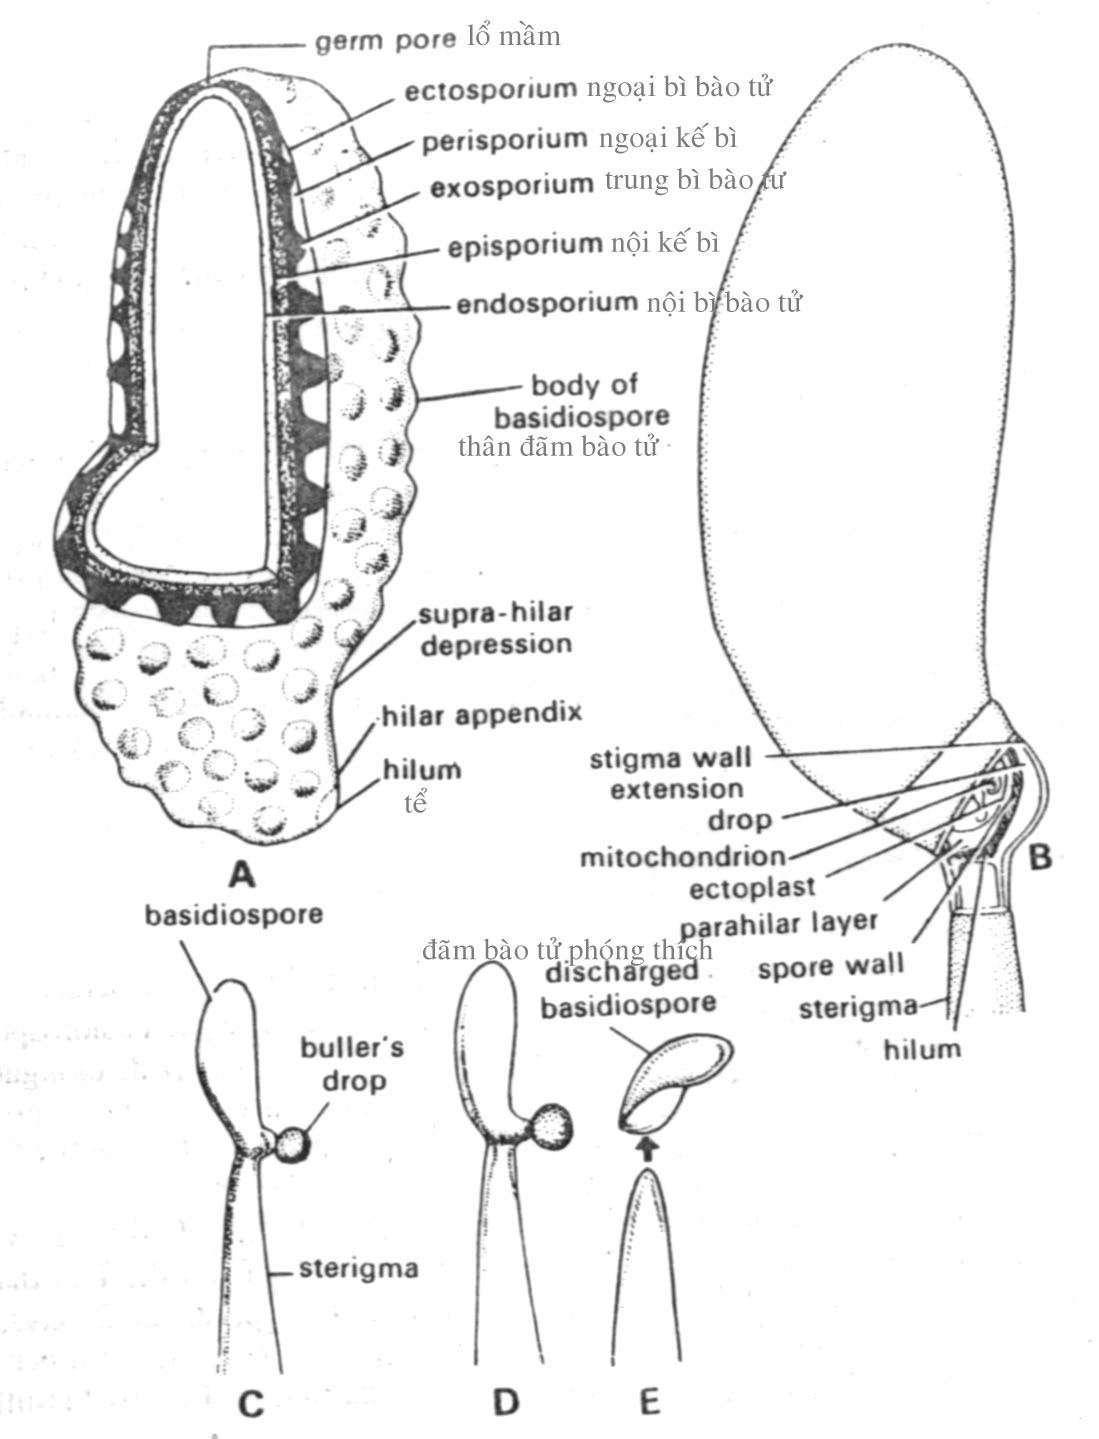 germ pore lổ mầm
ectosporium ngoại bì bào tử
perisporium ngoại kế bì
exosporium trung bì bào tử
episporium nội kế bì
endosporium nội bì bào tử
body of
basidiospore
thân đãm bào tử
supra-hilar
depression
hilar appendix
hilum
tể
A
stigma wall
extension
drop
mitochondrion
ectoplast
parahilar layer
spore wall
sterigma
hilum
B
basidiospore
buller's
drop
sterigma
C
đãm bào tử phóng thích
discharged
basidiospore
D
E